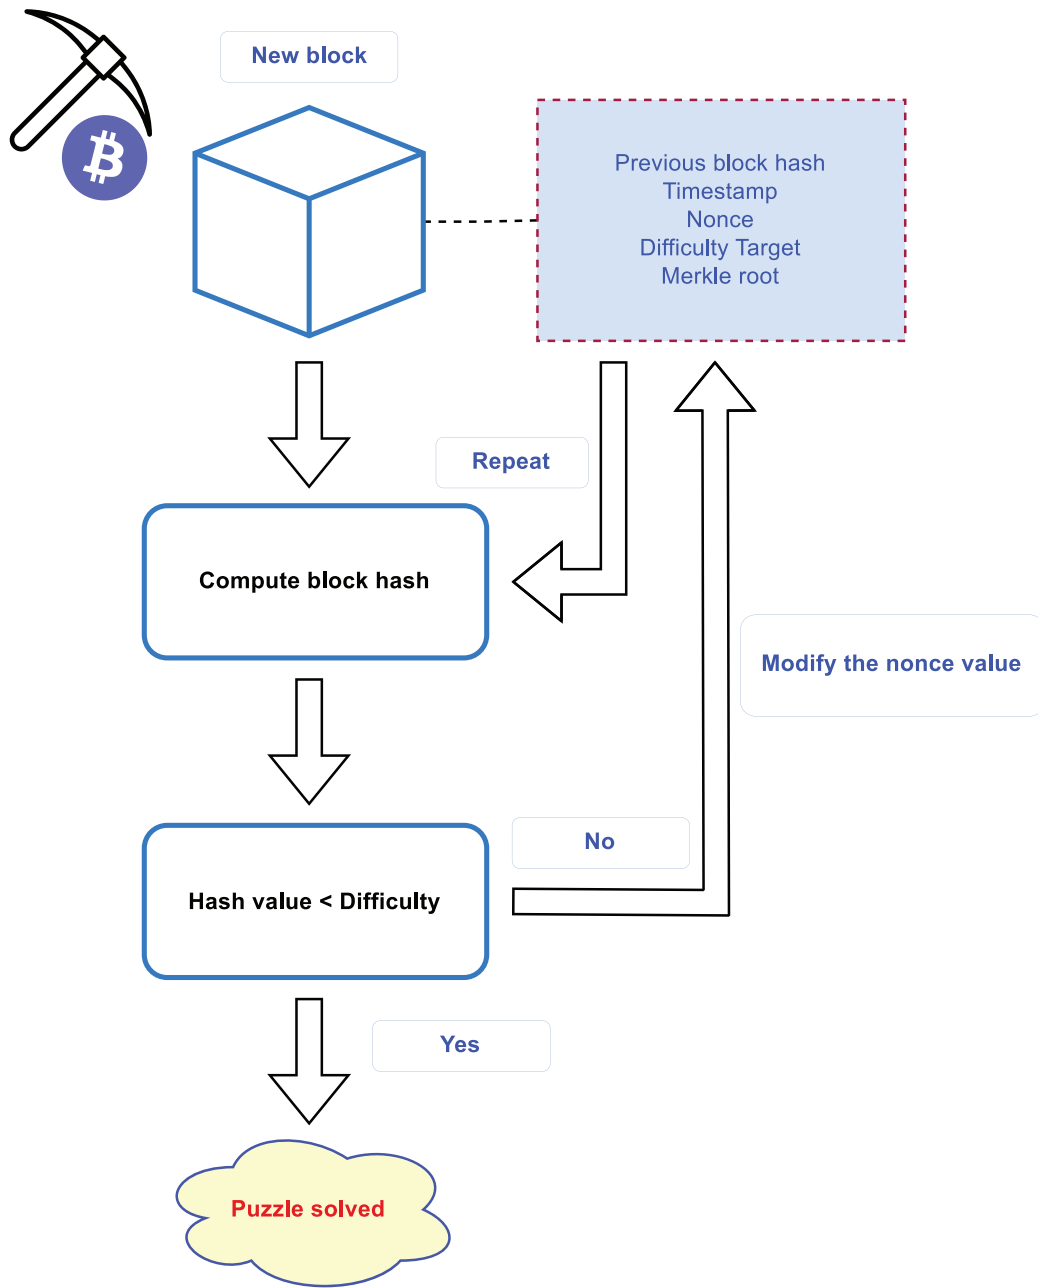 New block
Previous block hash
Timestamp
Nonce
Difficulty Target
Merkle root
Repeat
Compute block hash
Modify the nonce value
No
Hash value < Difficulty
Yes
Puzzle solved